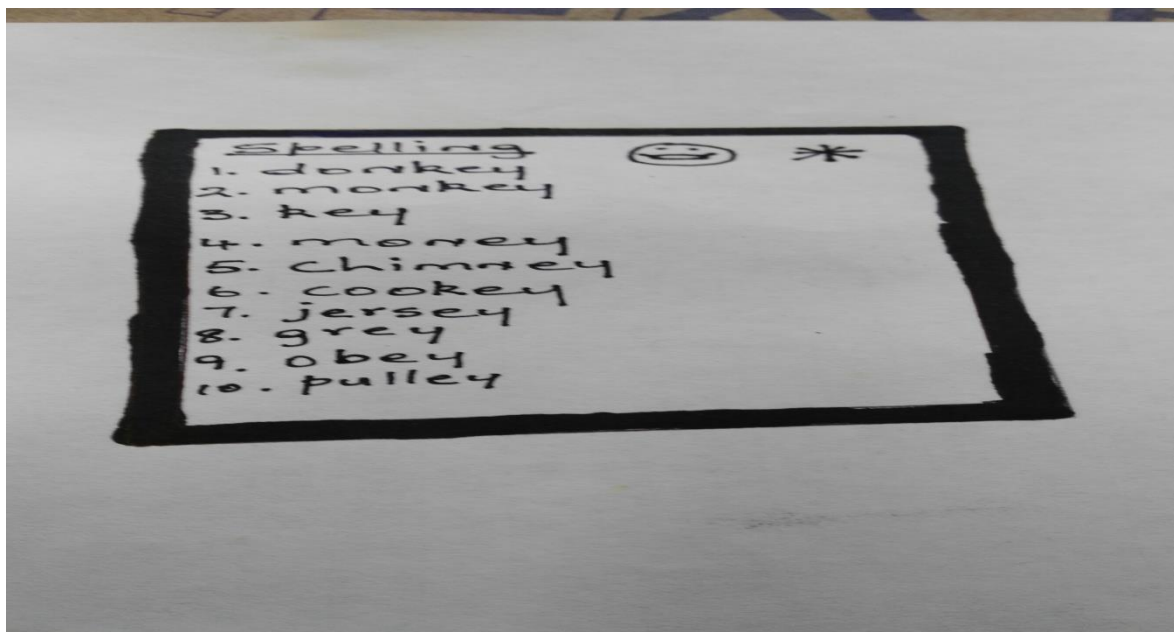 Spelling
1. donkey
2. monkey
3. key
4. money
5. chimney
6. cookey
7. jersey
8. grey
9. obey
10. pulley